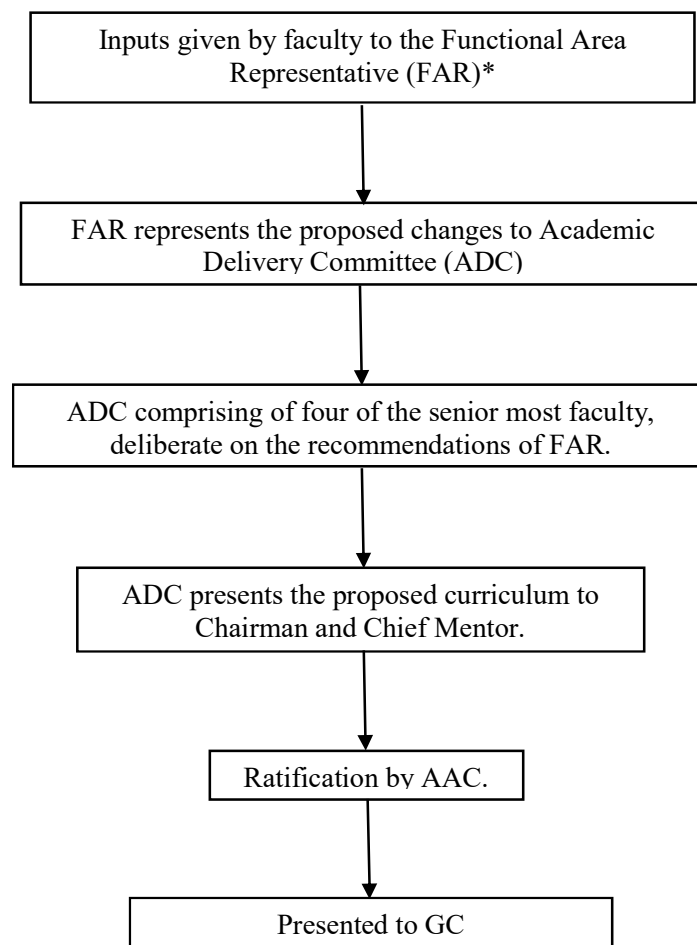 Inputs given by faculty to the Functional Area
Representative (FAR)*
FAR represents the proposed changes to Academic
Delivery Committee (ADC)
ADC comprising of four of the senior most faculty,
deliberate on the recommendations of FAR.
ADC presents the proposed curriculum to
Chairman and Chief Mentor.
Ratification by AAC.
Presented to GC